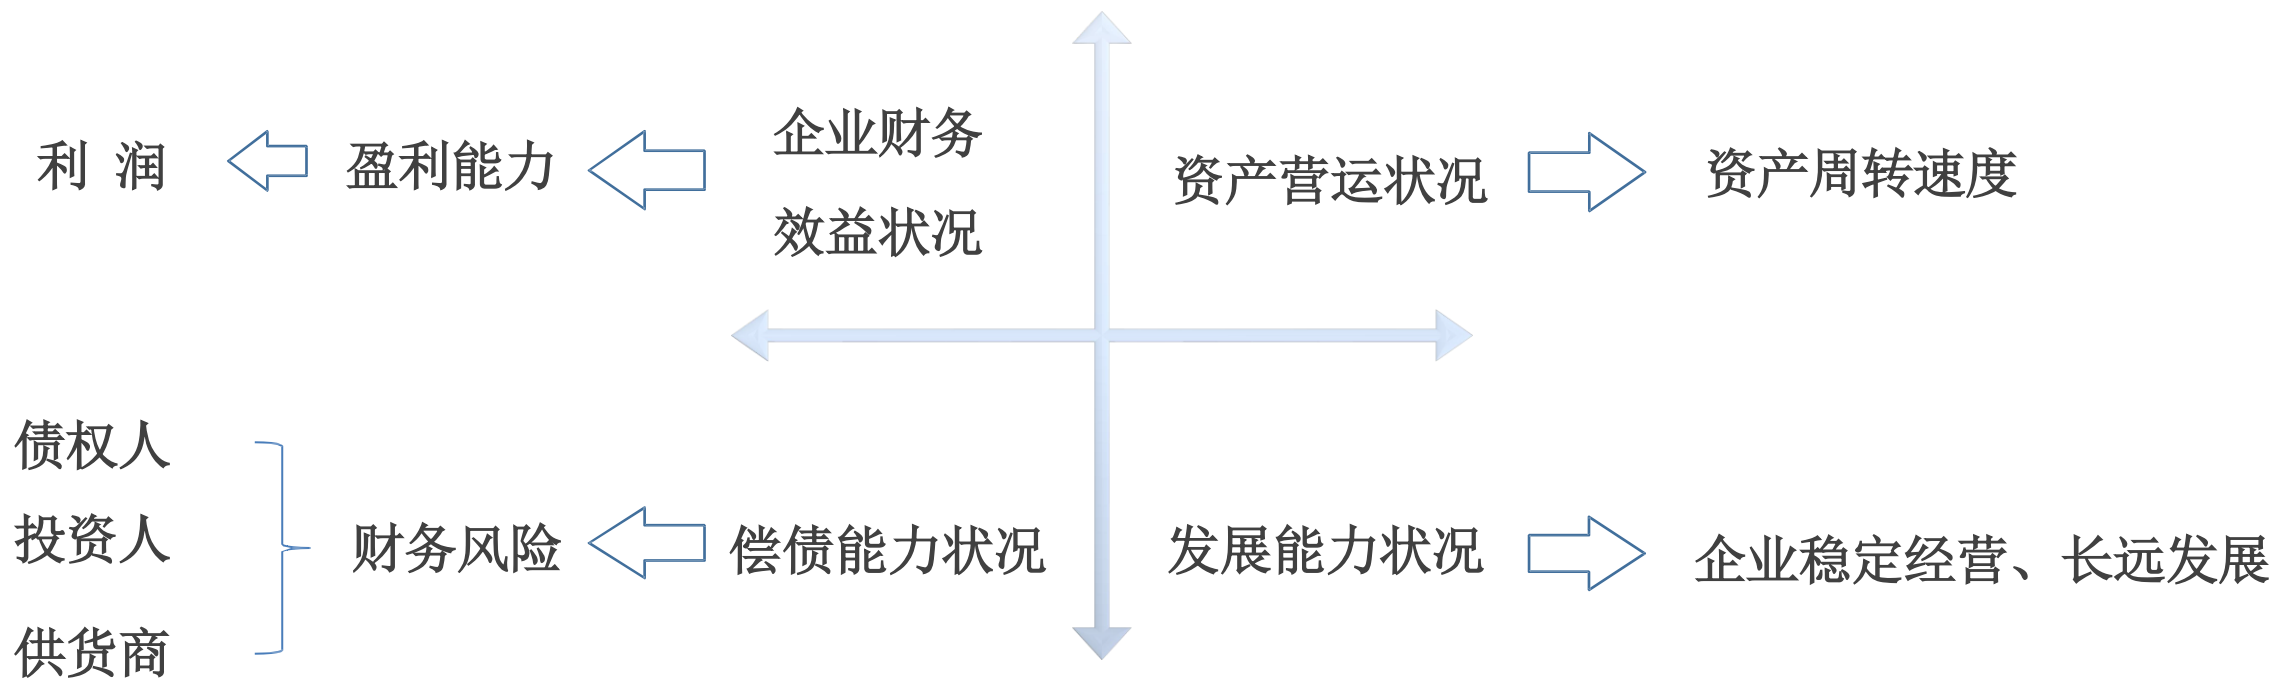 利 润
盈利能力
企业财务
效益状况
资产营运状况
资产周转速度
债权人
投资人
供货商
财务风险
偿债能力状况
发展能力状况
企业稳定经营、长远发展